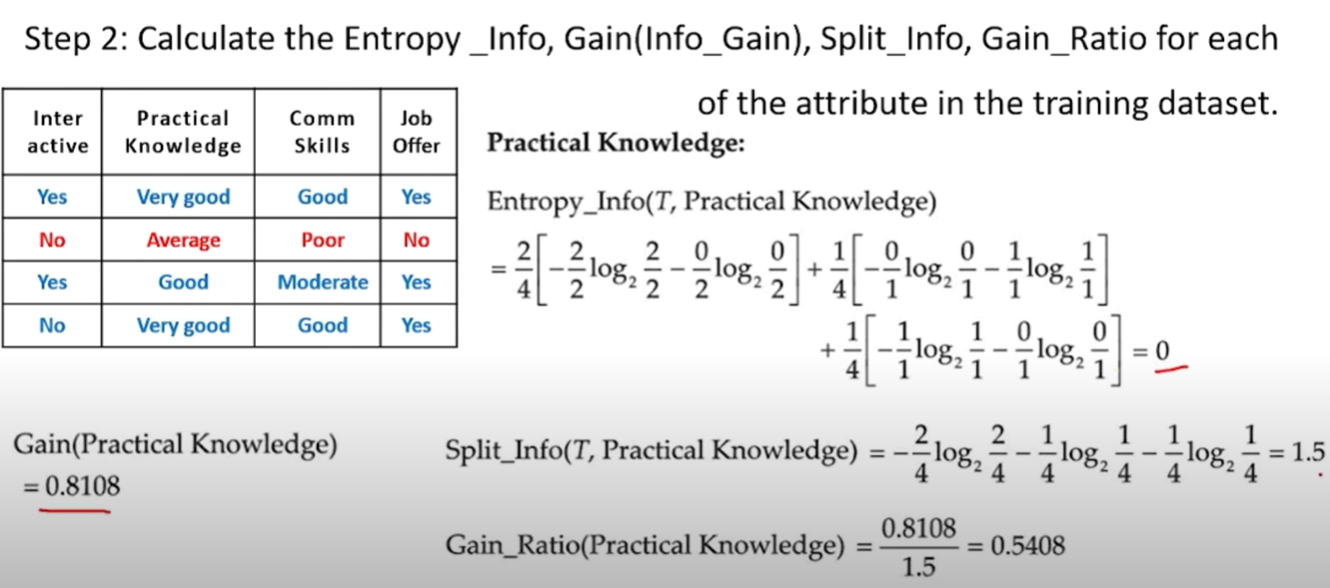 Step 2: Calculate the Entropy _Info, Gain(Info_Gain), Split_Info, Gain_Ratio for each
of the attribute in the training dataset.
Inter active | Practical Knowledge | Comm Skills | Job Offer
Yes | Very good | Good | Yes
No | Average | Poor | No
Yes | Good | Moderate | Yes
No | Very good | Good | Yes
Practical Knowledge:
Entropy_Info(T, Practical Knowledge)
= 2/4[−2/2 log₂ 2/2 − 0/2 log₂ 0/2] + 1/4[−0/1 log₂ 0/1 − 1/1 log₂ 1/1]
+ 1/4[−1/1 log₂ 1/1 − 0/1 log₂ 0/1] = 0
Gain(Practical Knowledge)
= 0.8108
Split_Info(T, Practical Knowledge) = −2/4 log₂ 2/4 − 1/4 log₂ 1/4 − 1/4 log₂ 1/4 = 1.5
Gain_Ratio(Practical Knowledge) = 0.8108/1.5 = 0.5408